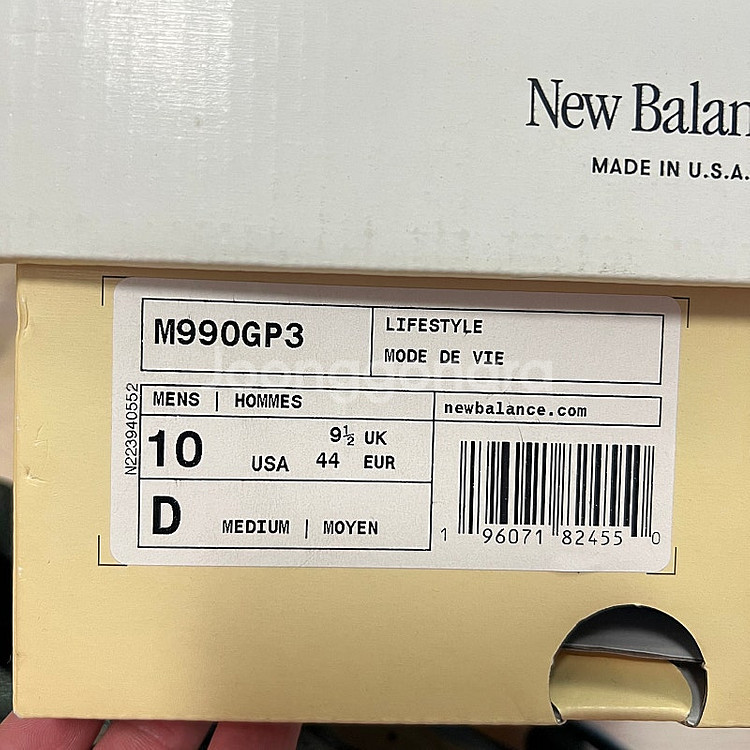 New Balan
MADE IN U.S.A.
M990GP3
LIFESTYLE
MODE DE VIE
Joonggonara
MENS | HOMMES
newbalance.com
10 USA
9½ UK
44 EUR
D MEDIUM | MOYEN
N223940552
1 96071 82455 0